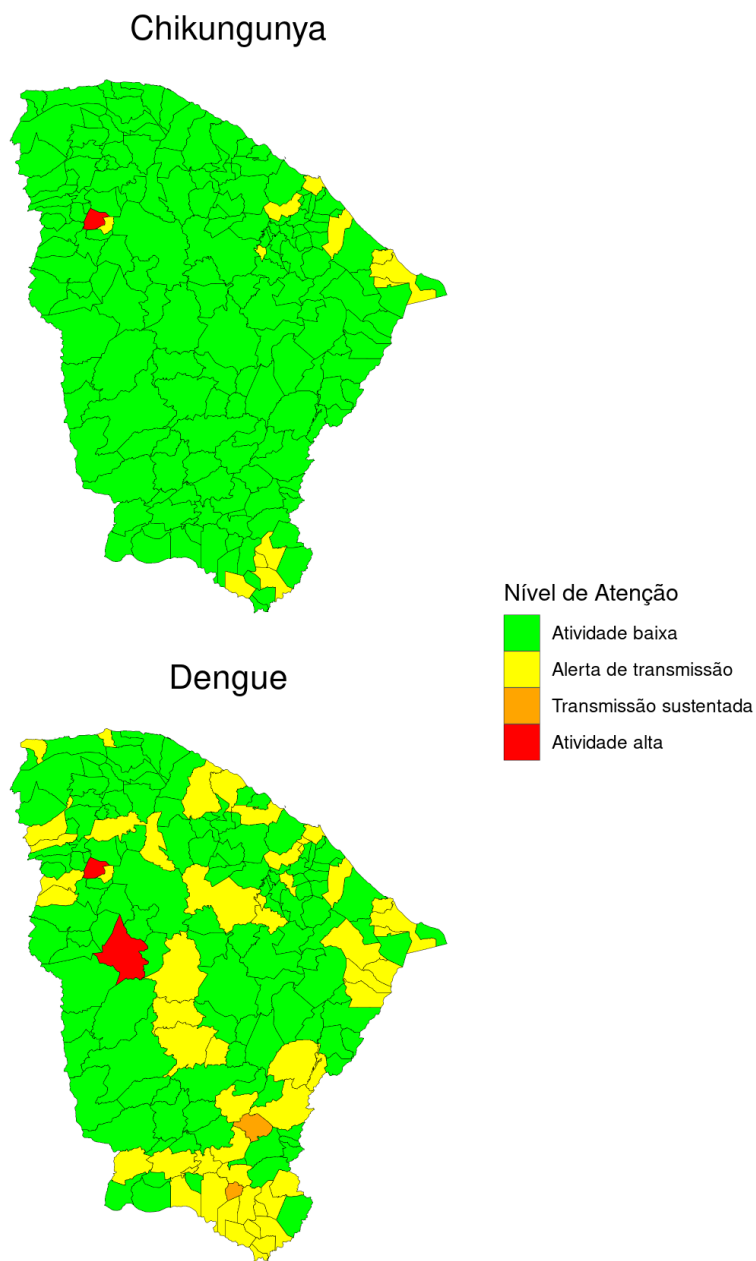 Chikungunya
Nível de Atenção
Atividade baixa
Alerta de transmissão
Transmissão sustentada
Atividade alta
Dengue